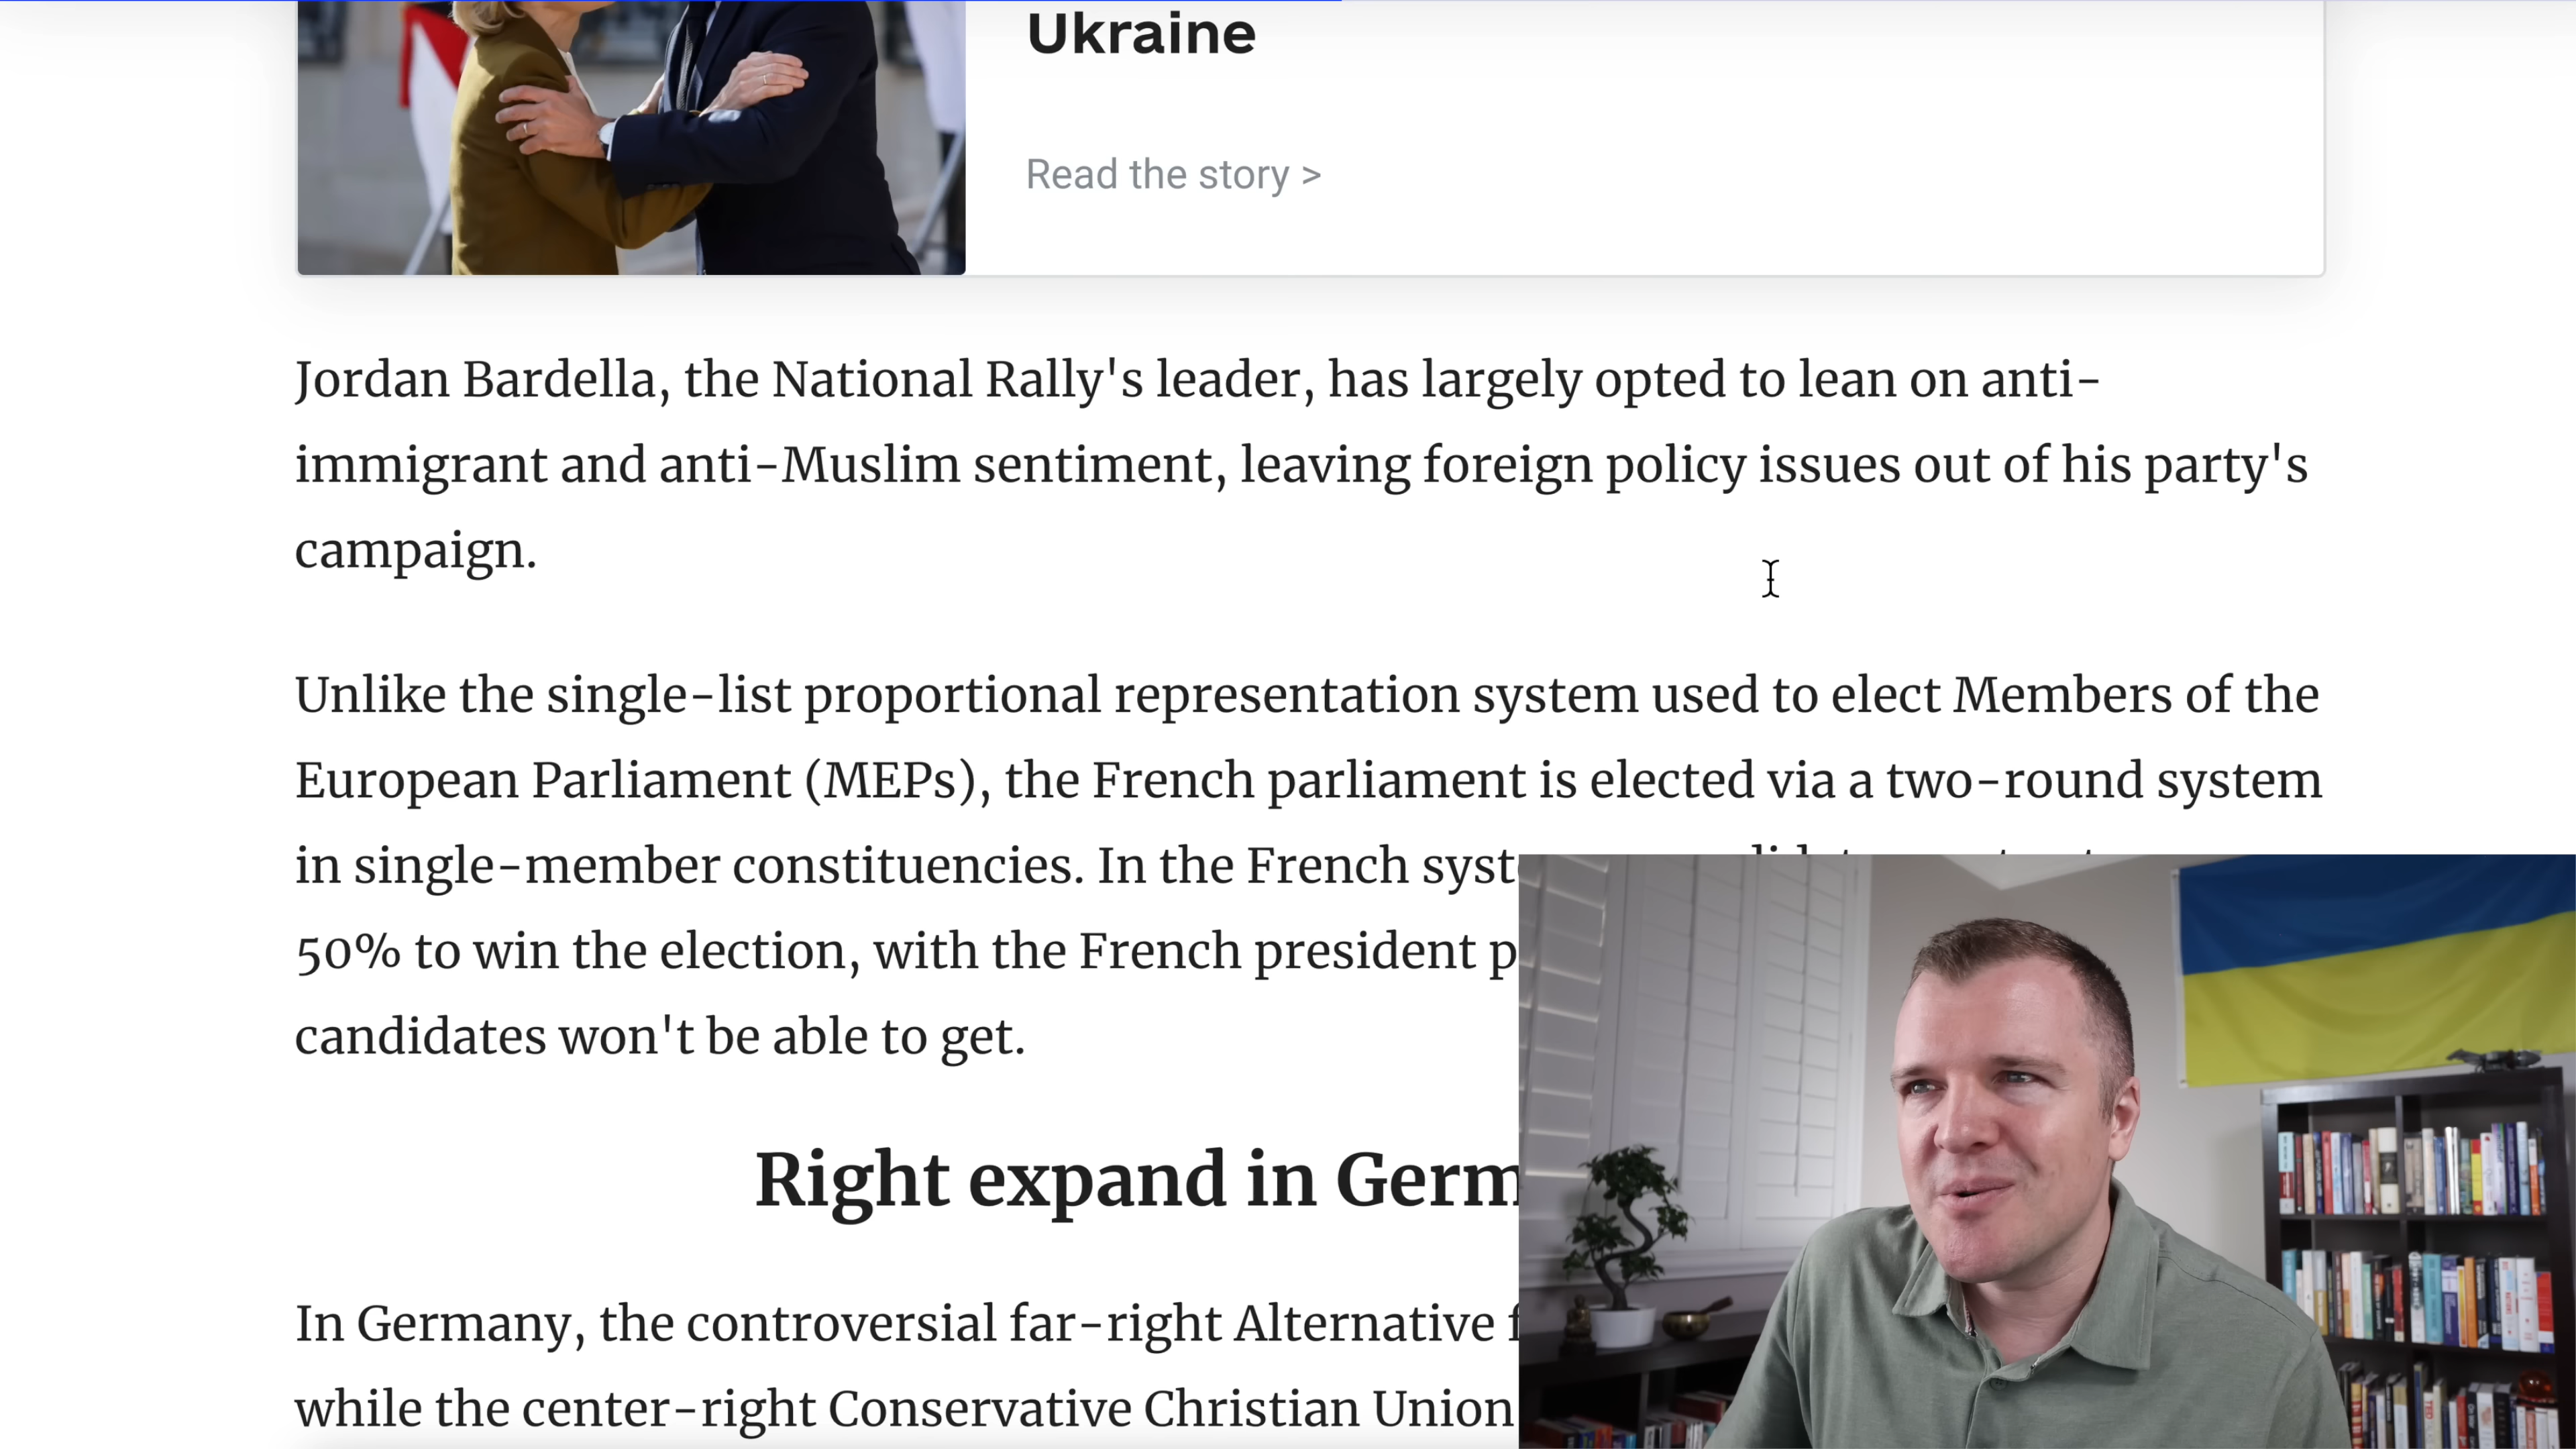 Ukraine
Read the story >
Jordan Bardella, the National Rally's leader, has largely opted to lean on anti-
immigrant and anti-Muslim sentiment, leaving foreign policy issues out of his party's
campaign.
Unlike the single-list proportional representation system used to elect Members of the
European Parliament (MEPs), the French parliament is elected via a two-round system
in single-member constituencies. In the French
50% to win the election, with the French president
candidates won't be able to get.
Right expand in
In Germany, the controversial far-right Alternative
while the center-right Conservative Christian Union